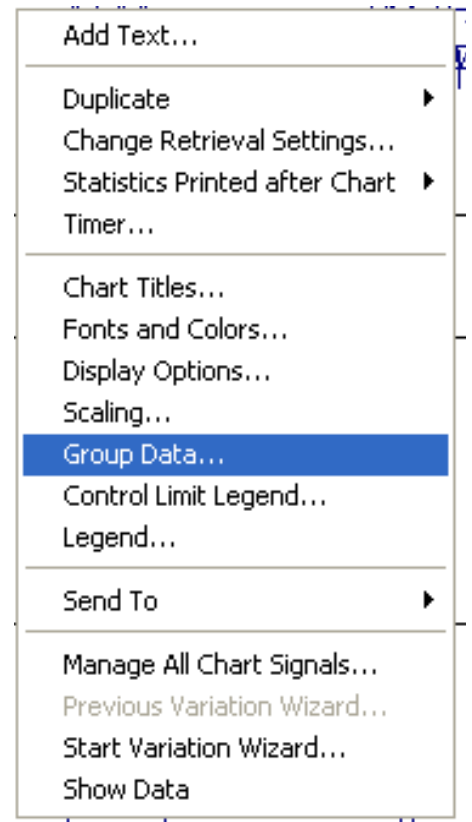 Add Text...
Duplicate
Change Retrieval Settings...
Statistics Printed after Chart
Timer...
Chart Titles...
Fonts and Colors...
Display Options...
Scaling...
Group Data...
Control Limit Legend...
Legend...
Send To
Manage All Chart Signals...
Previous Variation Wizard...
Start Variation Wizard...
Show Data